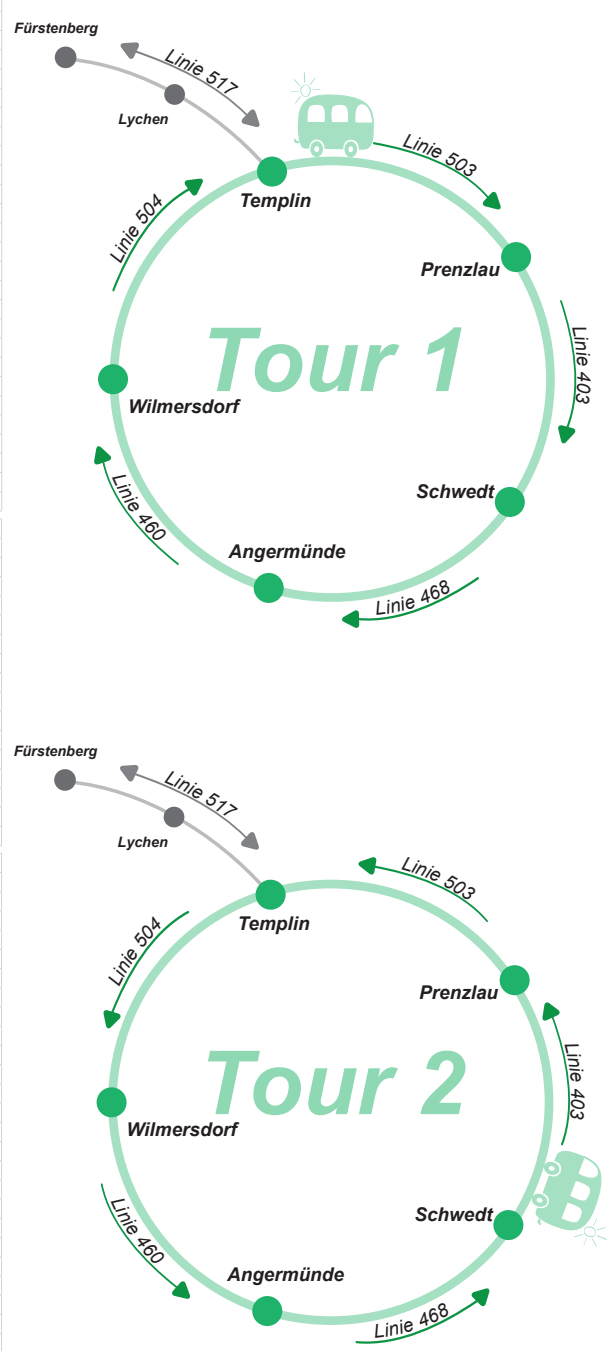 Fürstenberg
Linie 517
Lychen
Linie 503
Templin
Linie 504
Prenzlau
Tour 1
Linie 403
Wilmersdorf
Schwedt
Linie 460
Angermünde
Linie 468
Fürstenberg
Linie 517
Lychen
Linie 503
Templin
Linie 504
Prenzlau
Tour 2
Linie 403
Wilmersdorf
Schwedt
Linie 460
Angermünde
Linie 468